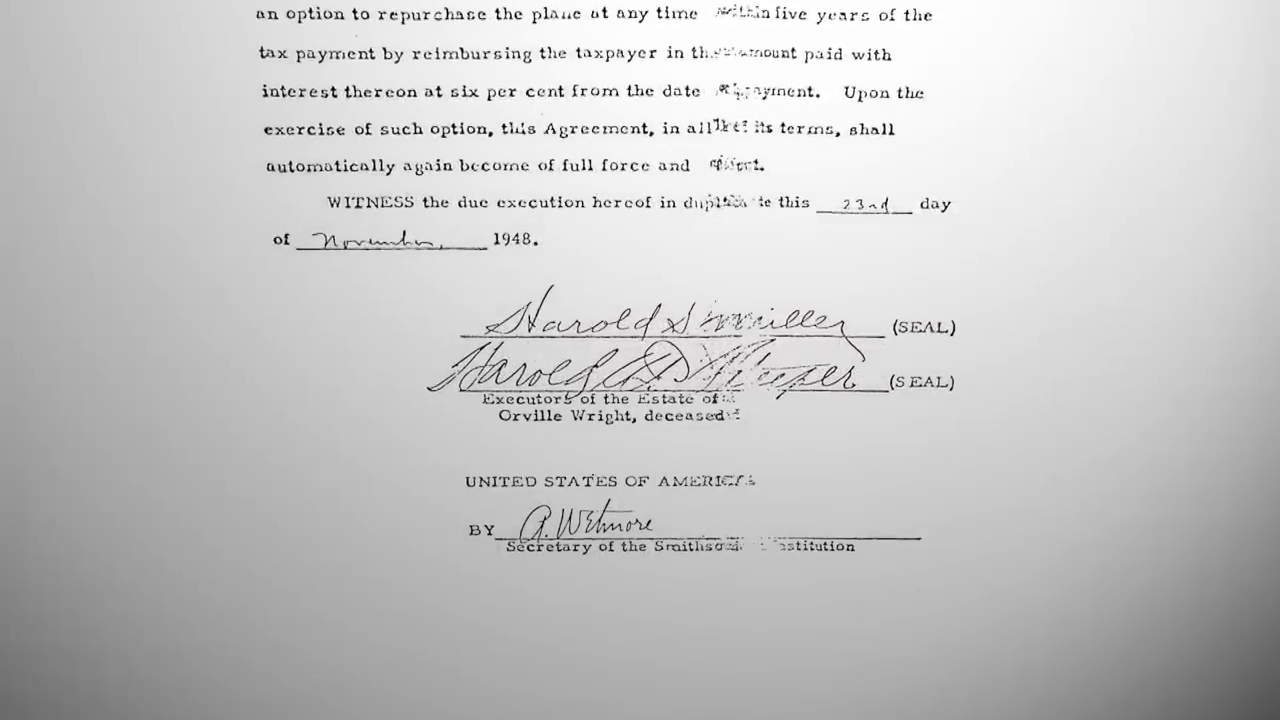 an option to repurchase the plane at any time within five years of the
tax payment by reimbursing the taxpayer in the amount paid with
interest thereon at six per cent from the date of payment. Upon the
exercise of such option, this Agreement, in all of its terms, shall
automatically again become of full force and effect.
WITNESS the due execution hereof in duplicate this 23rd day
of November, 1948.
Harold S Miller (SEAL)
Harold (SEAL)
Executors of the Estate of
Orville Wright, deceased
UNITED STATES OF AMERICA
BY A. Wetmore
Secretary of the Smithsonian Institution